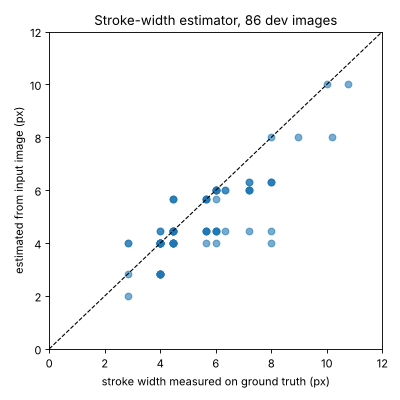 Stroke-width estimator, 86 dev images
12
10
8
6
4
2
0
estimated from input image (px)
0 2 4 6 8 10 12
stroke width measured on ground truth (px)